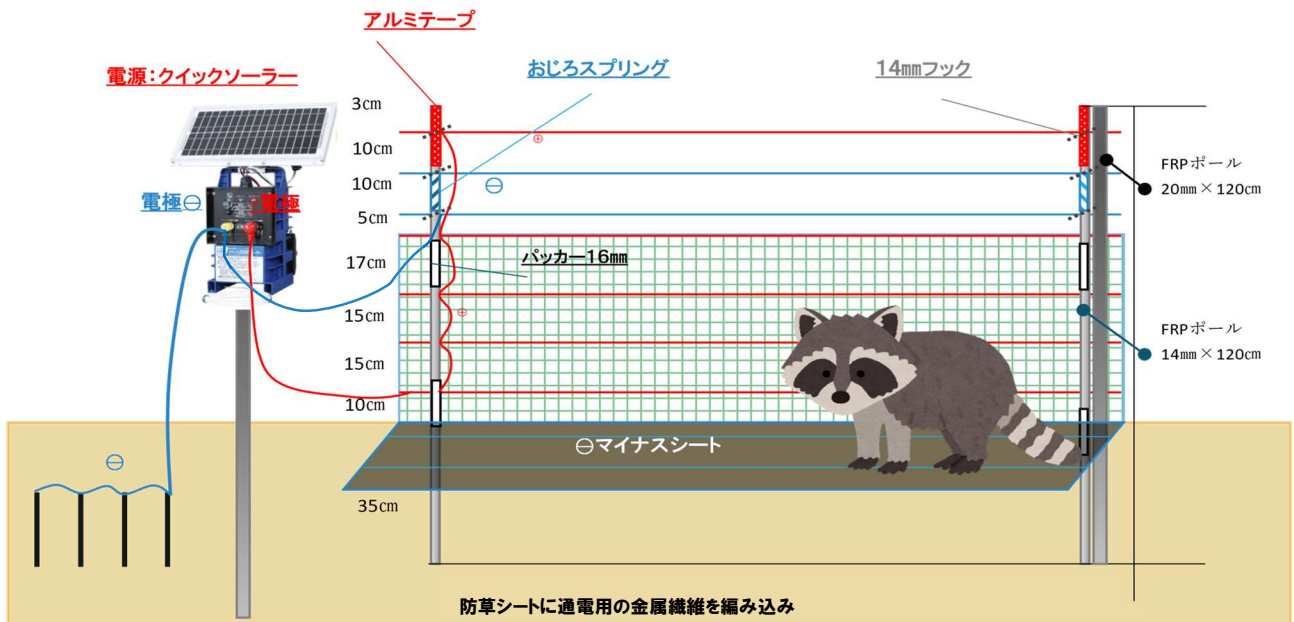 アルミテープ
電源:クイックソーラー
おじろスプリング
14㎜フック
3㎝
10㎝
⊕
FRPポール
20㎜×120㎝
10㎝
⊖
電極⊖
⊕電極
5㎝
17㎝
パッカー16㎜
15㎝
⊕
FRPポール
14㎜×120㎝
15㎝
10㎝
⊖マイナスシート
⊖
35㎝
防草シートに通電用の金属繊維を編み込み